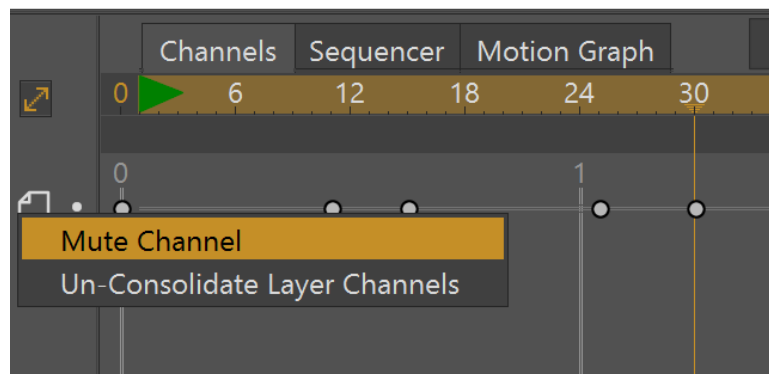 Channels Sequencer Motion Graph
0 6 12 18 24 30
0 1
Mute Channel
Un-Consolidate Layer Channels